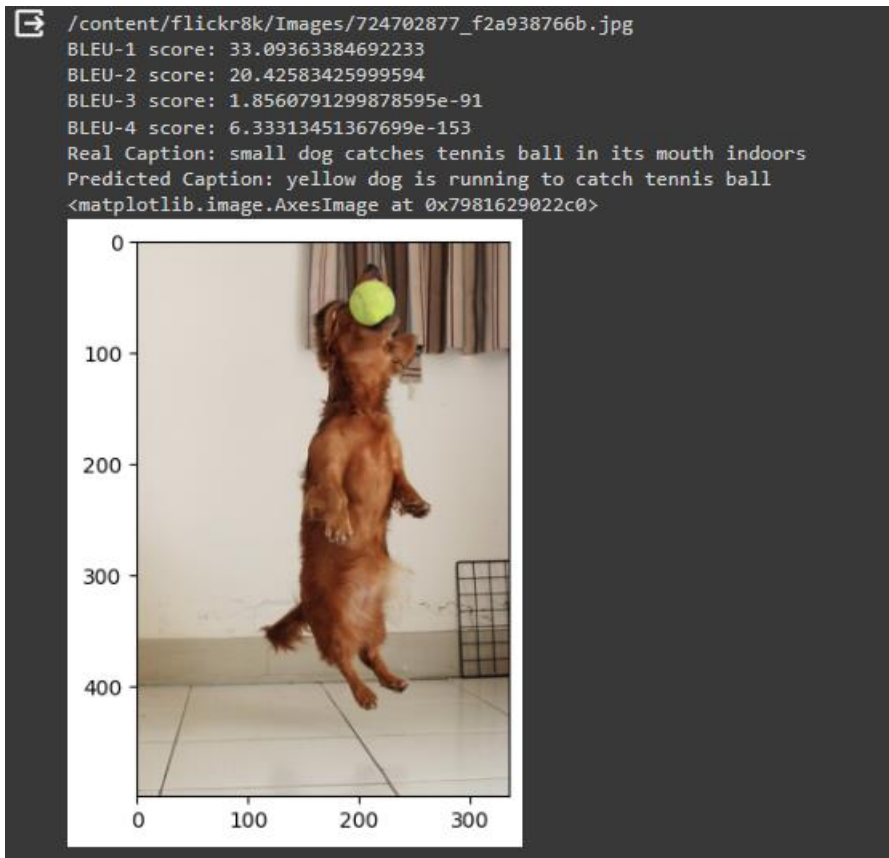 /content/flickr8k/Images/724702877_f2a938766b.jpg
BLEU-1 score: 33.09363384692233
BLEU-2 score: 20.42583425999594
BLEU-3 score: 1.8560791299878595e-91
BLEU-4 score: 6.33313451367699e-153
Real Caption: small dog catches tennis ball in its mouth indoors
Predicted Caption: yellow dog is running to catch tennis ball
<matplotlib.image.AxesImage at 0x7981629022c0>
0
100
200
300
400
0 100 200 300